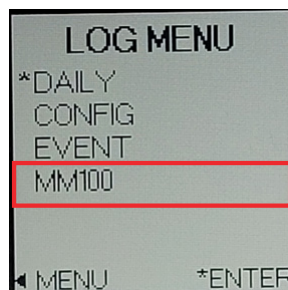 LOG MENU
*DAILY
CONFIG
EVENT
MM100
◄ MENU *ENTER